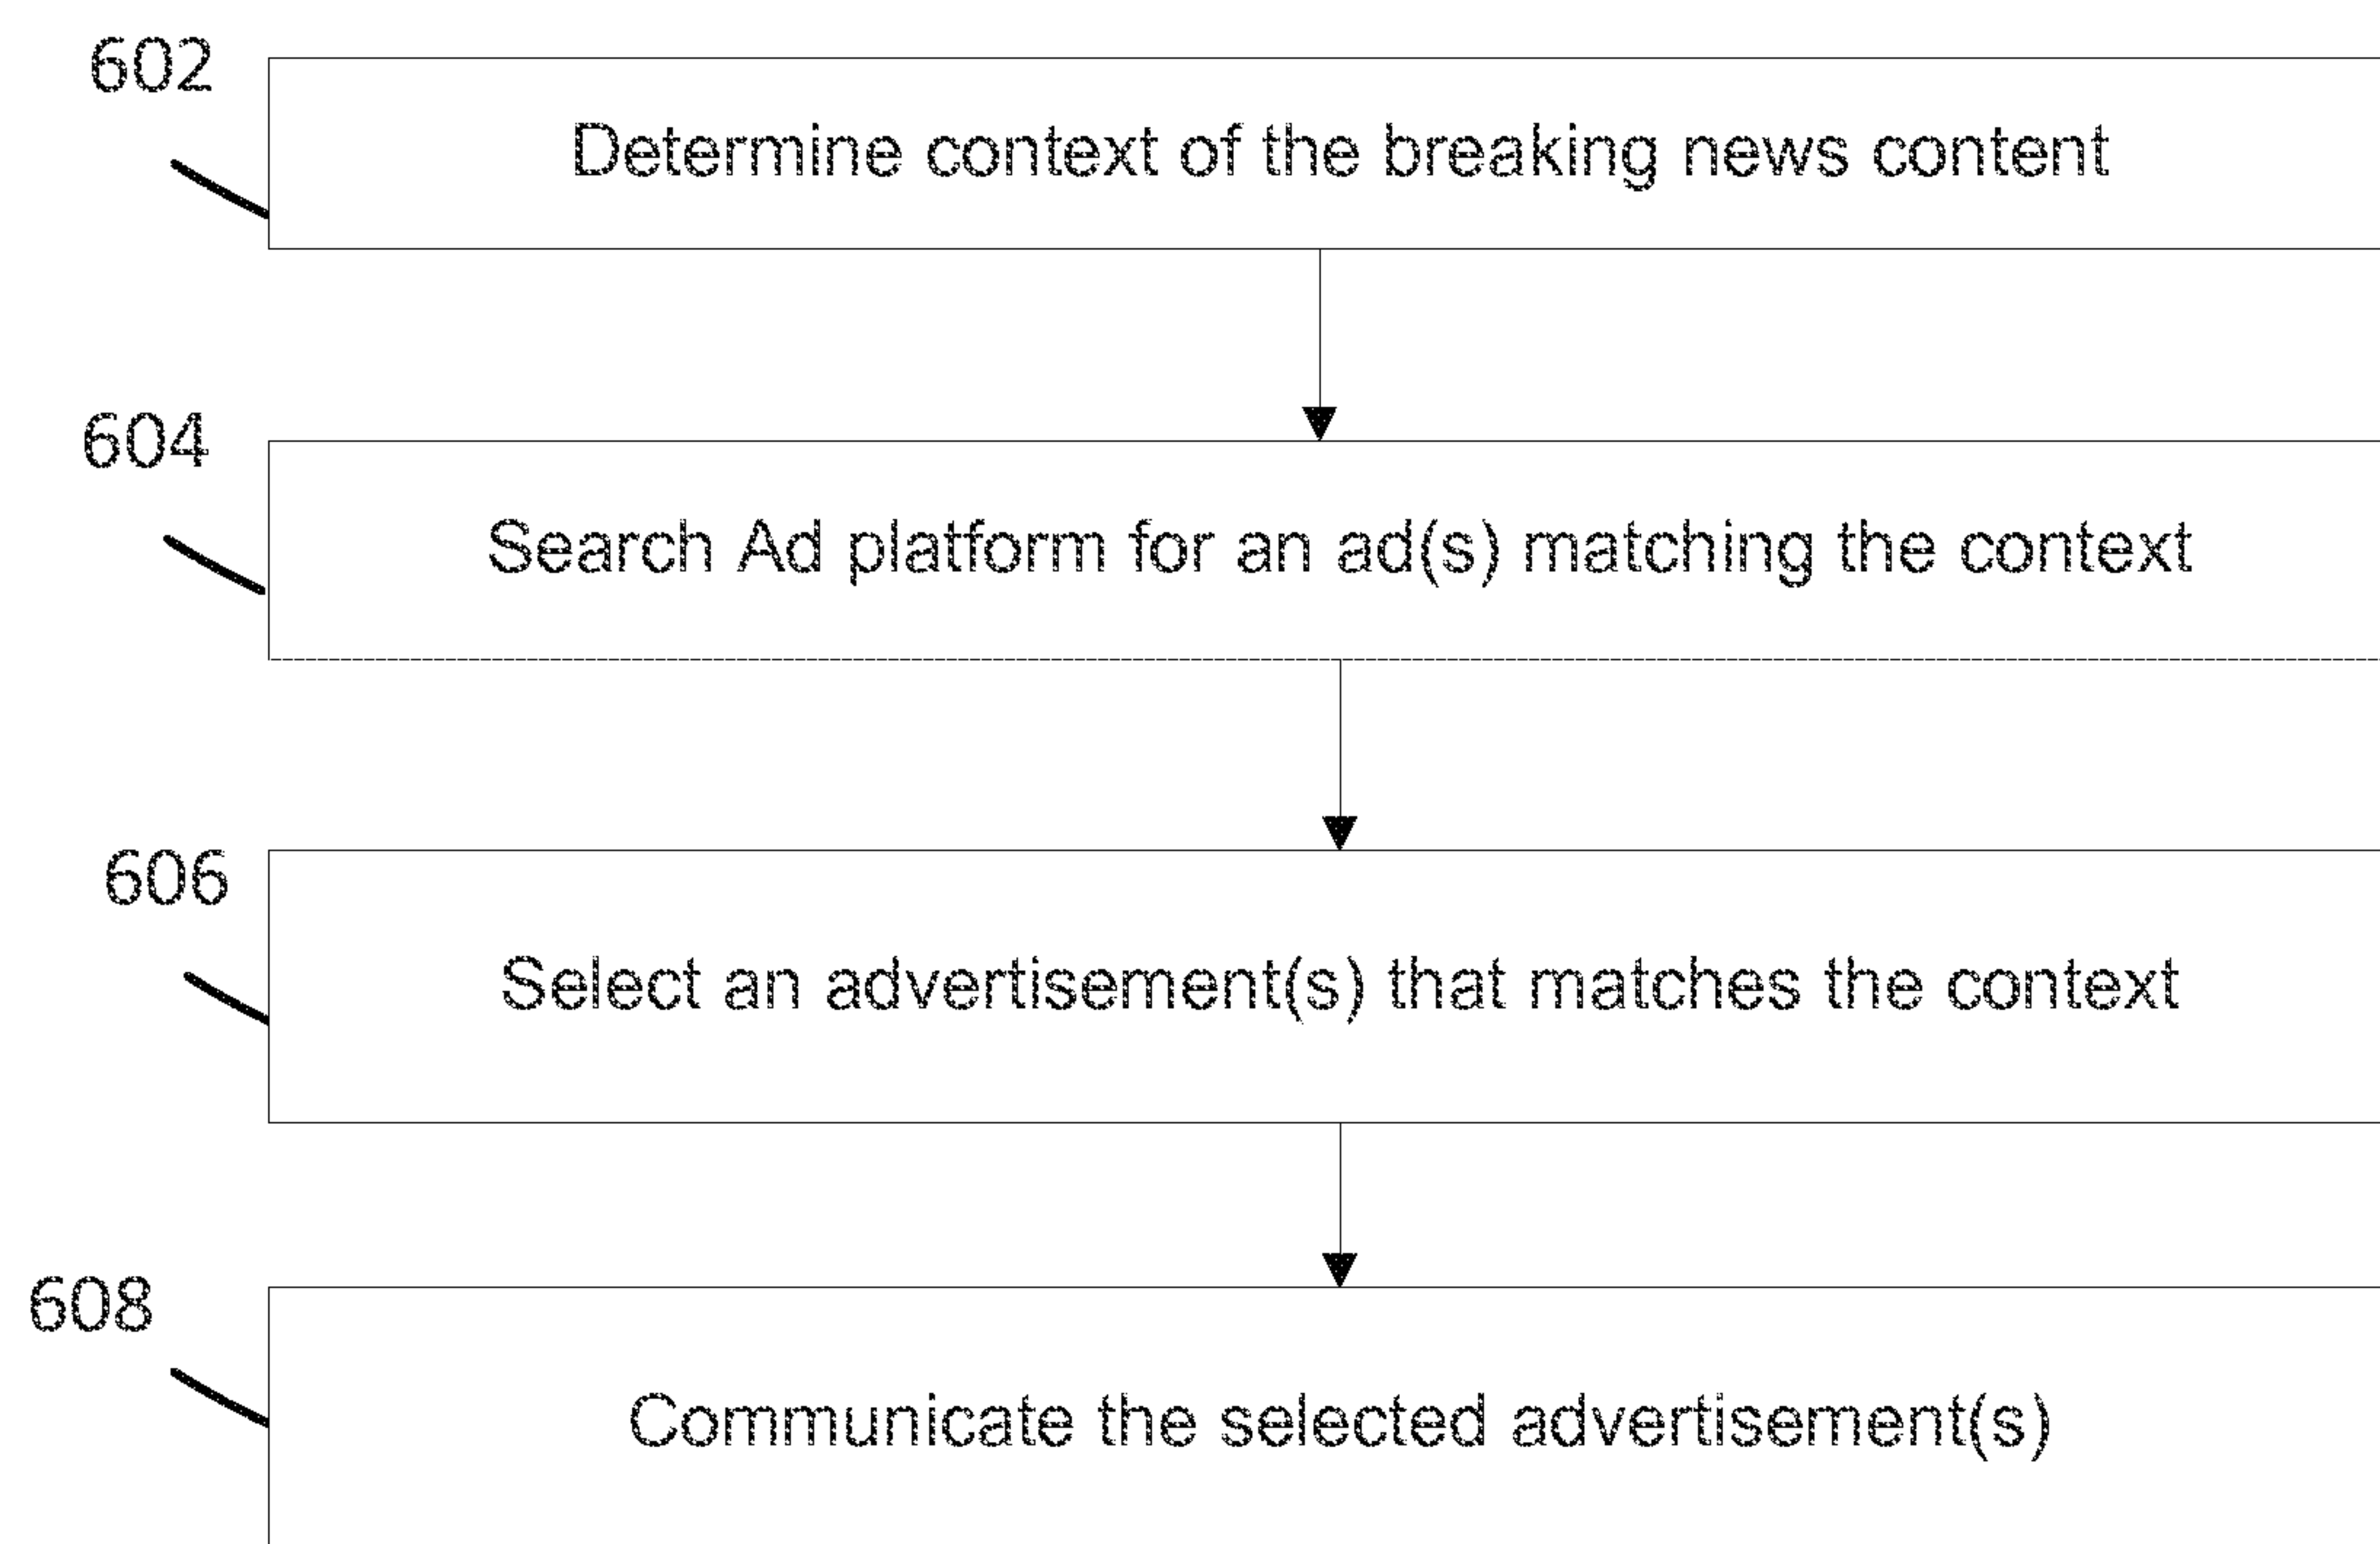 602
Determine context of the breaking news content
604
Search Ad platform for an ad(s) matching the context
606
Select an advertisement(s) that matches the context
608
Communicate the selected advertisement(s)